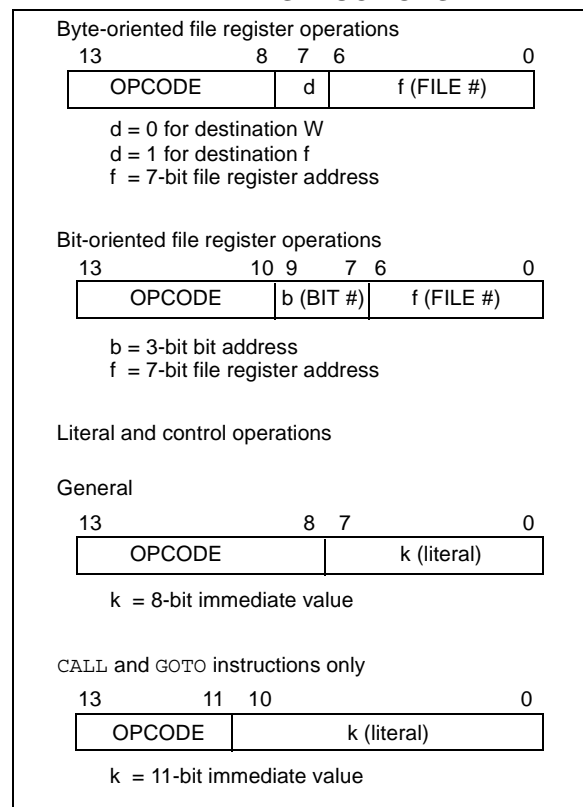 Byte-oriented file register operations
13 8 7 6 0
OPCODE d f (FILE #)
d = 0 for destination W
d = 1 for destination f
f = 7-bit file register address
Bit-oriented file register operations
13 10 9 7 6 0
OPCODE b (BIT #) f (FILE #)
b = 3-bit bit address
f = 7-bit file register address
Literal and control operations
General
13 8 7 0
OPCODE k (literal)
k = 8-bit immediate value
CALL and GOTO instructions only
13 11 10 0
OPCODE k (literal)
k = 11-bit immediate value